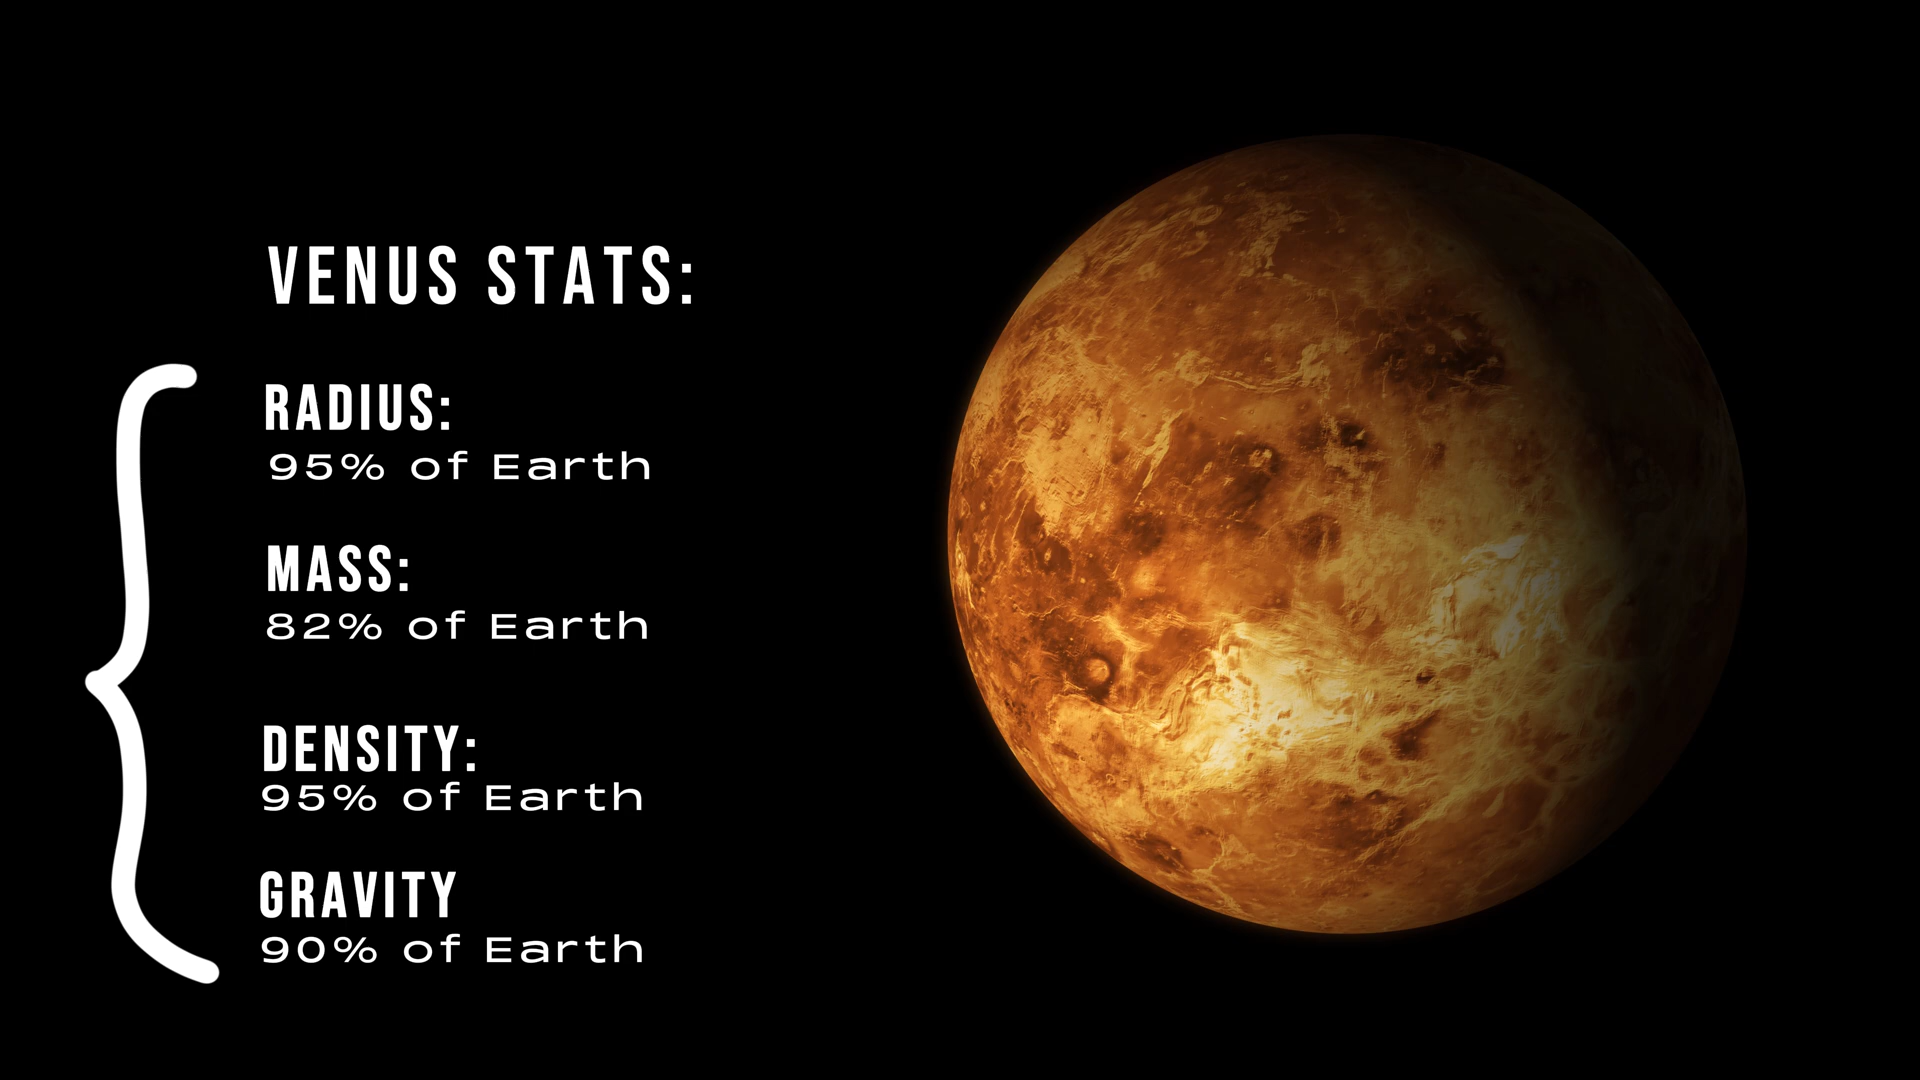 VENUS STATS:
RADIUS:
95% of Earth
MASS:
82% of Earth
DENSITY:
95% of Earth
GRAVITY
90% of Earth